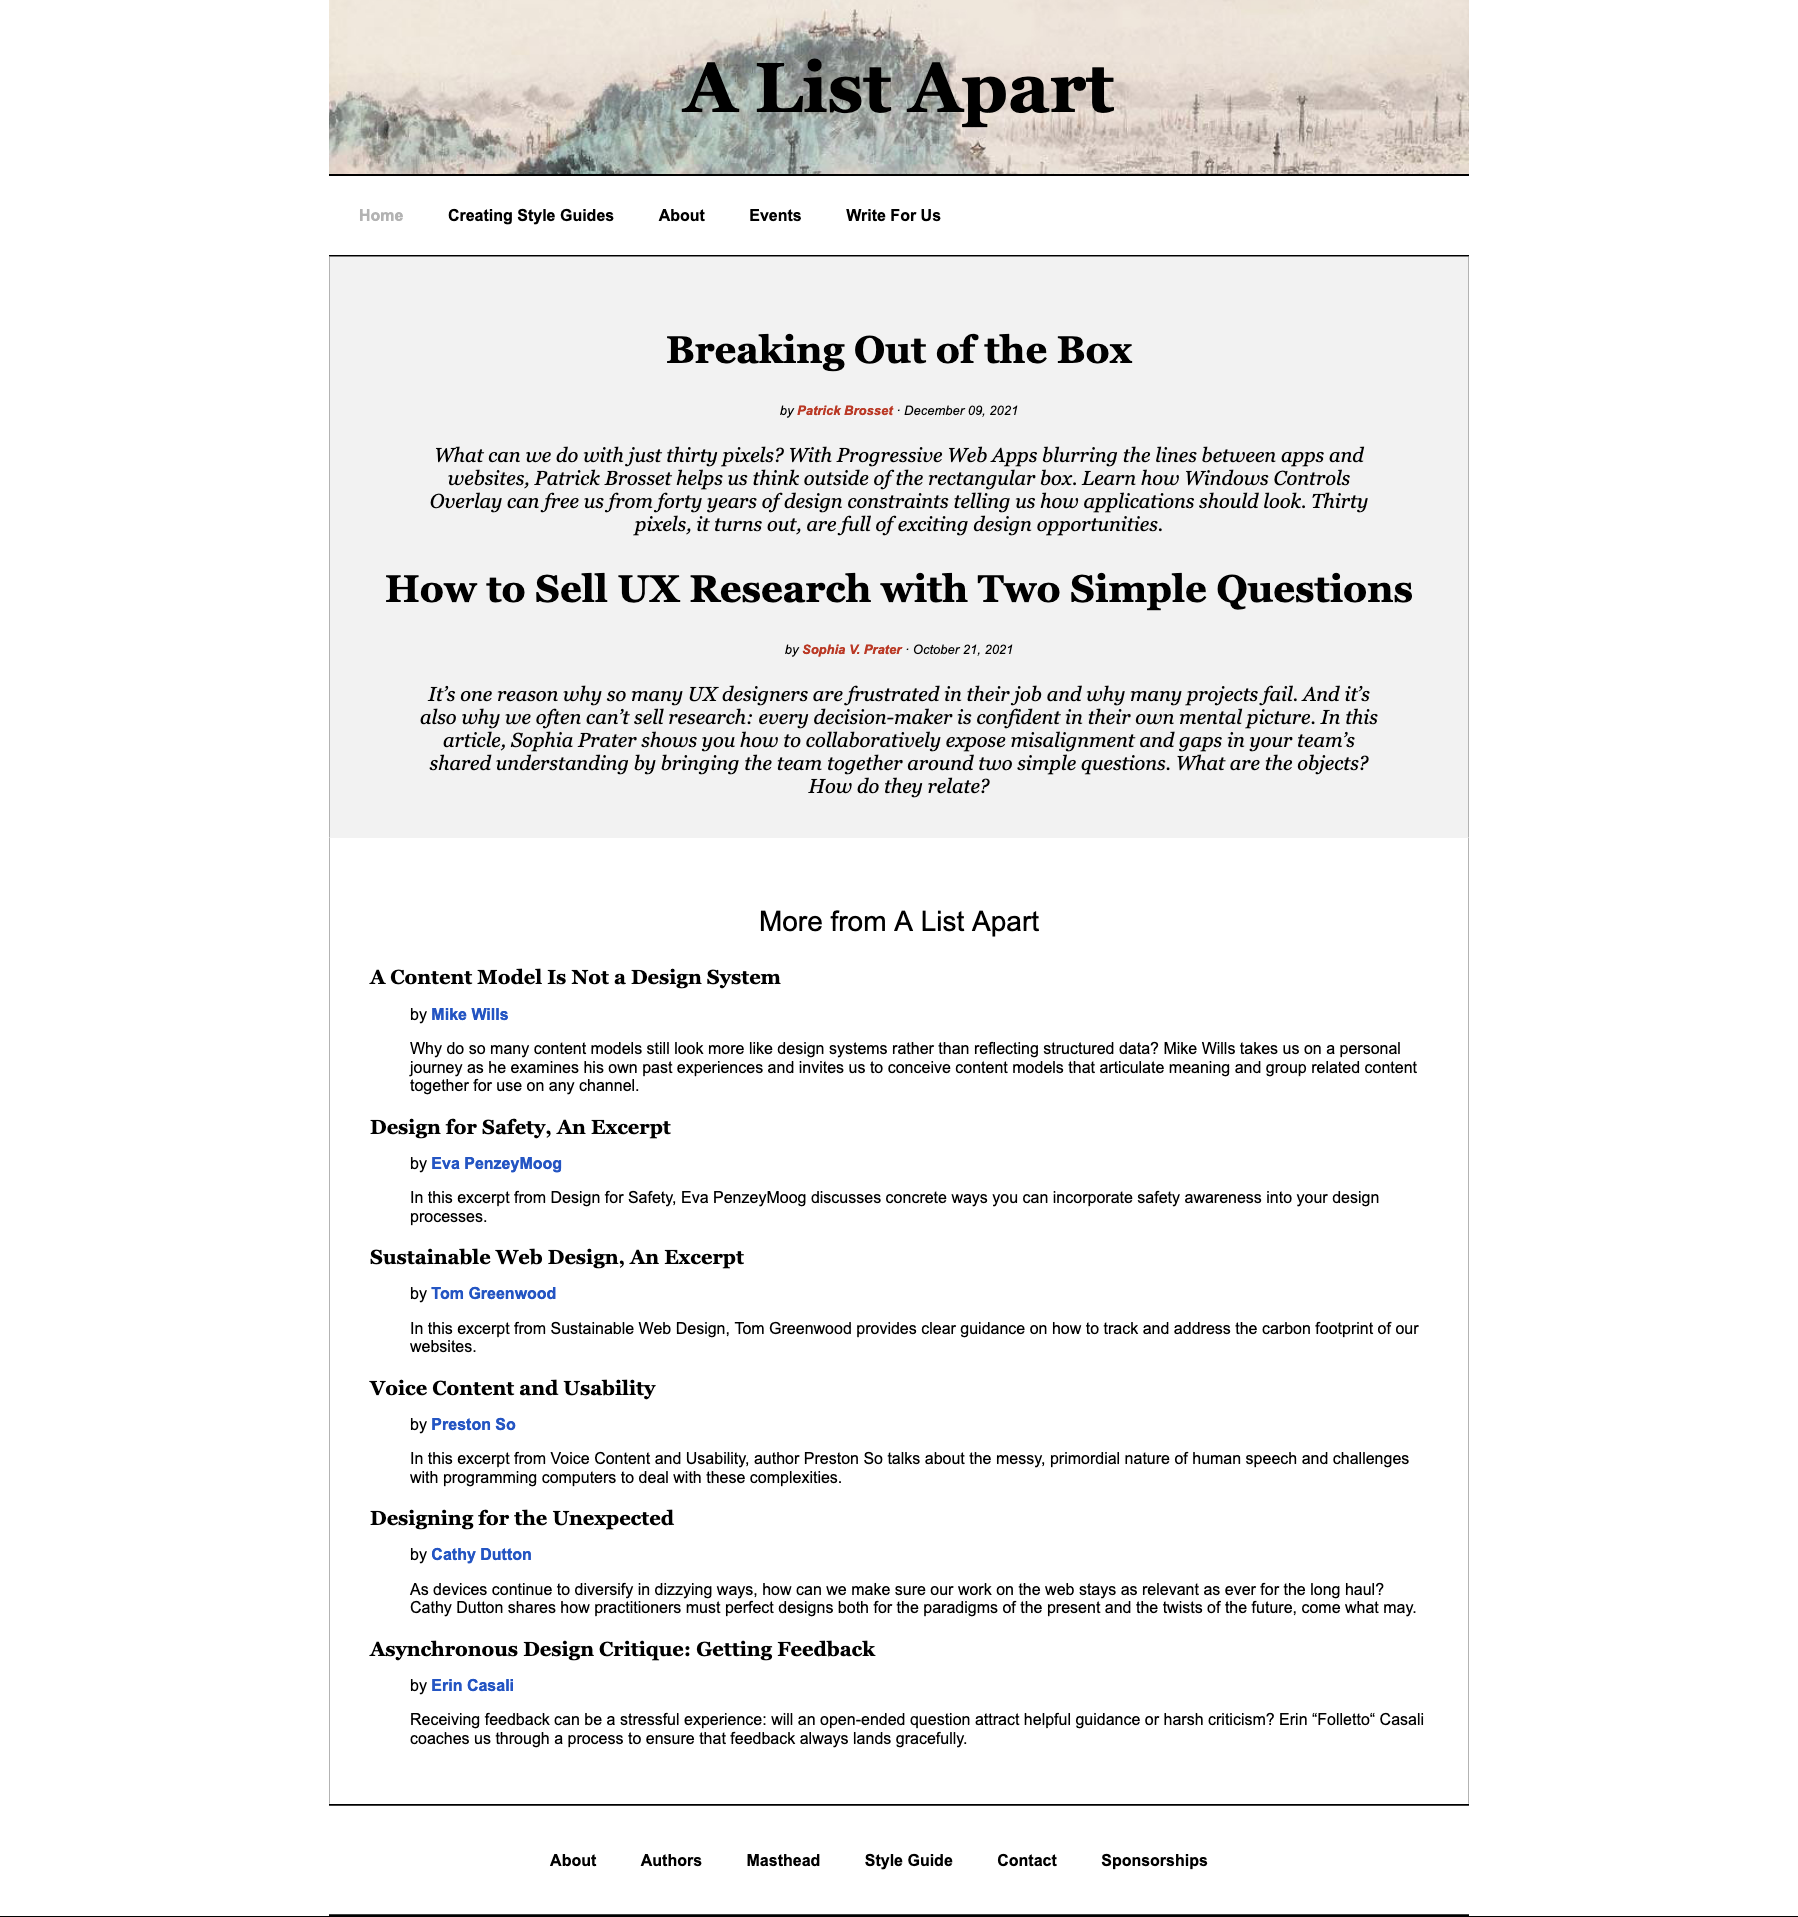 A List Apart
Home Creating Style Guides About Events Write For Us
Breaking Out of the Box
by Patrick Brosset · December 09, 2021
What can we do with just thirty pixels? With Progressive Web Apps blurring the lines between apps and
websites, Patrick Brosset helps us think outside of the rectangular box. Learn how Windows Controls
Overlay can free us from forty years of design constraints telling us how applications should look. Thirty
pixels, it turns out, are full of exciting design opportunities.
How to Sell UX Research with Two Simple Questions
by Sophia V. Prater · October 21, 2021
It’s one reason why so many UX designers are frustrated in their job and why many projects fail. And it’s
also why we often can’t sell research: every decision-maker is confident in their own mental picture. In this
article, Sophia Prater shows you how to collaboratively expose misalignment and gaps in your team’s
shared understanding by bringing the team together around two simple questions. What are the objects?
How do they relate?
More from A List Apart
A Content Model Is Not a Design System
by Mike Wills
Why do so many content models still look more like design systems rather than reflecting structured data? Mike Wills takes us on a personal
journey as he examines his own past experiences and invites us to conceive content models that articulate meaning and group related content
together for use on any channel.
Design for Safety, An Excerpt
by Eva PenzeyMoog
In this excerpt from Design for Safety, Eva PenzeyMoog discusses concrete ways you can incorporate safety awareness into your design
processes.
Sustainable Web Design, An Excerpt
by Tom Greenwood
In this excerpt from Sustainable Web Design, Tom Greenwood provides clear guidance on how to track and address the carbon footprint of our
websites.
Voice Content and Usability
by Preston So
In this excerpt from Voice Content and Usability, author Preston So talks about the messy, primordial nature of human speech and challenges
with programming computers to deal with these complexities.
Designing for the Unexpected
by Cathy Dutton
As devices continue to diversify in dizzying ways, how can we make sure our work on the web stays as relevant as ever for the long haul?
Cathy Dutton shares how practitioners must perfect designs both for the paradigms of the present and the twists of the future, come what may.
Asynchronous Design Critique: Getting Feedback
by Erin Casali
Receiving feedback can be a stressful experience: will an open-ended question attract helpful guidance or harsh criticism? Erin “Folletto“ Casali
coaches us through a process to ensure that feedback always lands gracefully.
About Authors Masthead Style Guide Contact Sponsorships